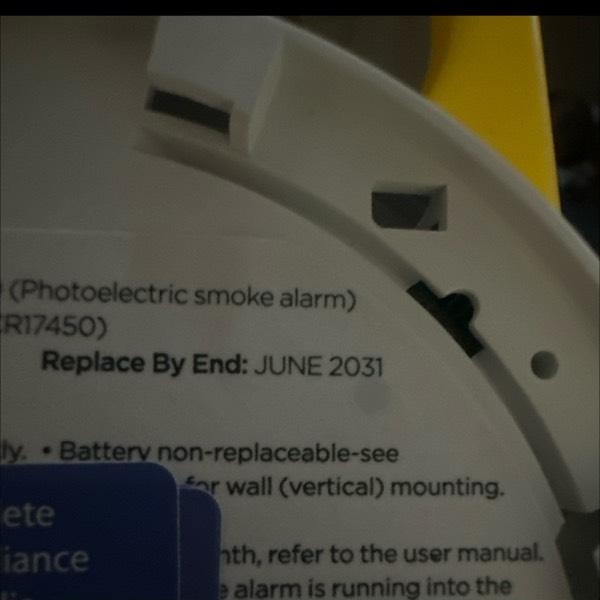 (Photoelectric smoke alarm)
CR17450)
Replace By End: JUNE 2031
ly. • Battery non-replaceable-see
for wall (vertical) mounting.
ete
iance
nth, refer to the user manual.
alarm is running into the